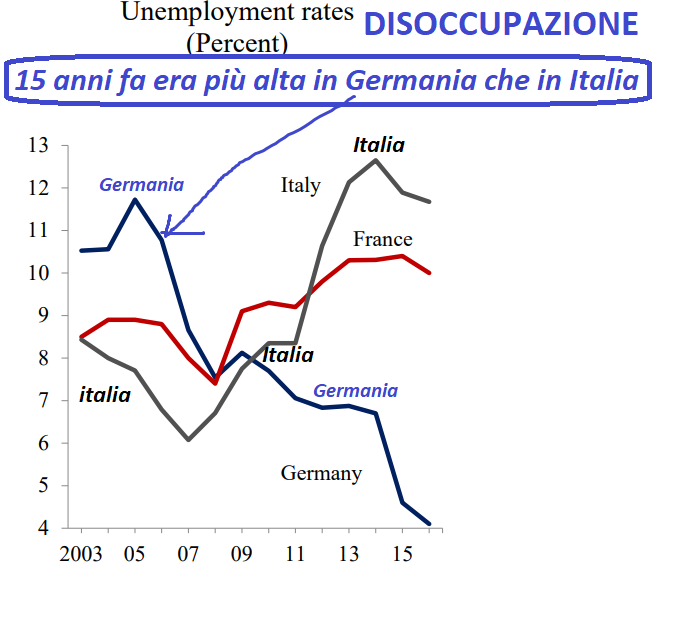 Unemployment rates
(Percent)
DISOCCUPAZIONE
15 anni fa era più alta in Germania che in Italia
13
12
11
10
9
8
7
6
5
4
Germania
Italia
Italy
France
Italia
italia
Germania
Germany
2003 05 07 09 11 13 15